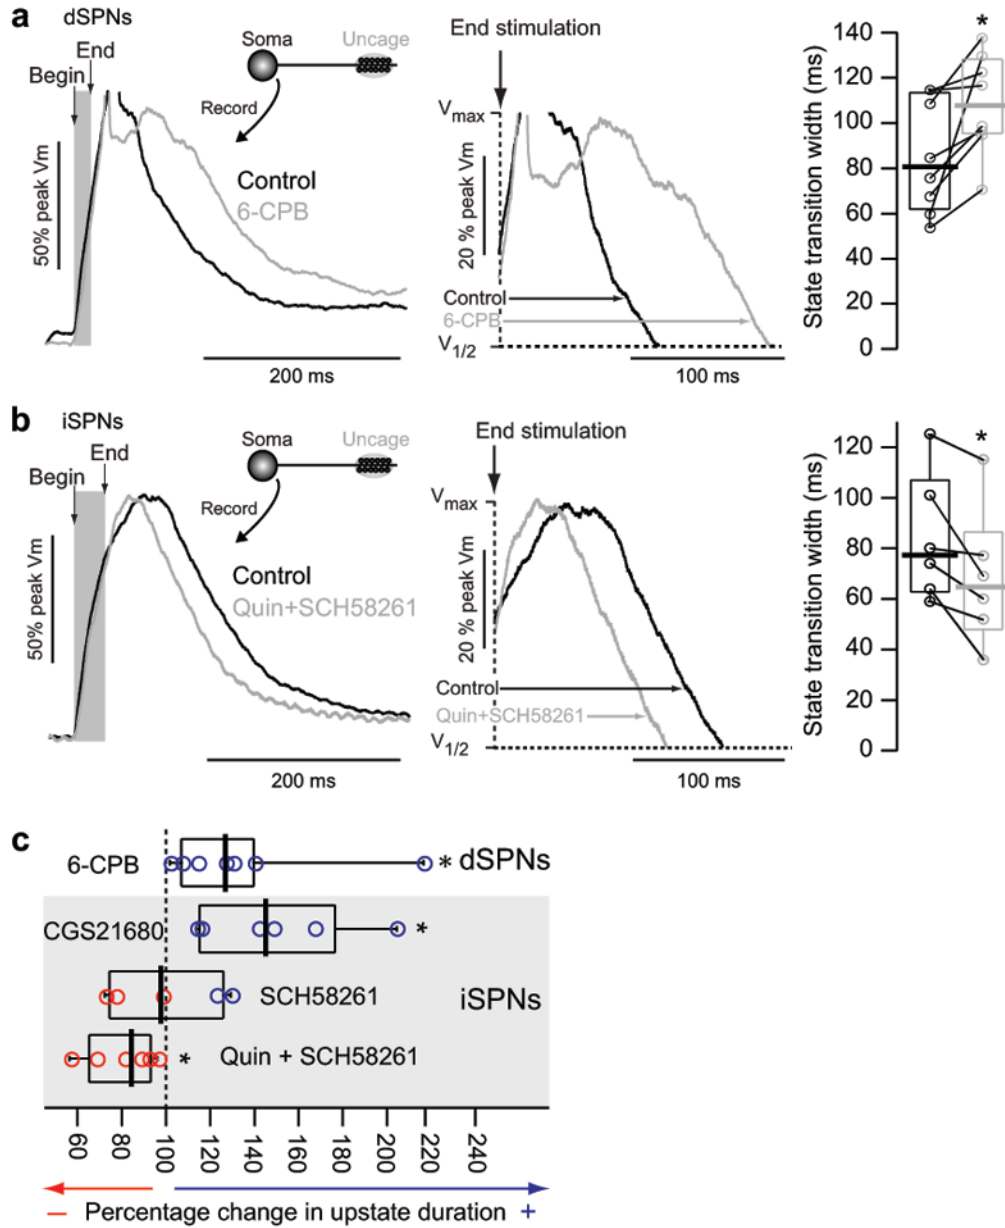 a
dSPNs
End
Begin
Soma
Uncage
Record
Control
6-CPB
50% peak Vm
200 ms
End stimulation
Vmax
20 % peak Vm
Control
6-CPB
V1/2
100 ms
State transition width (ms)
*
140
120
100
80
60
40
20
0
b
iSPNs
End
Begin
Soma
Uncage
Record
Control
Quin+SCH58261
50% peak Vm
200 ms
End stimulation
Vmax
20 % peak Vm
Control
Quin+SCH58261
V1/2
100 ms
State transition width (ms)
*
120
100
80
60
40
20
0
c
6-CPB
* dSPNs
CGS21680
*
SCH58261
iSPNs
* Quin + SCH58261
60 80 100 120 140 160 180 200 220 240
− Percentage change in upstate duration +